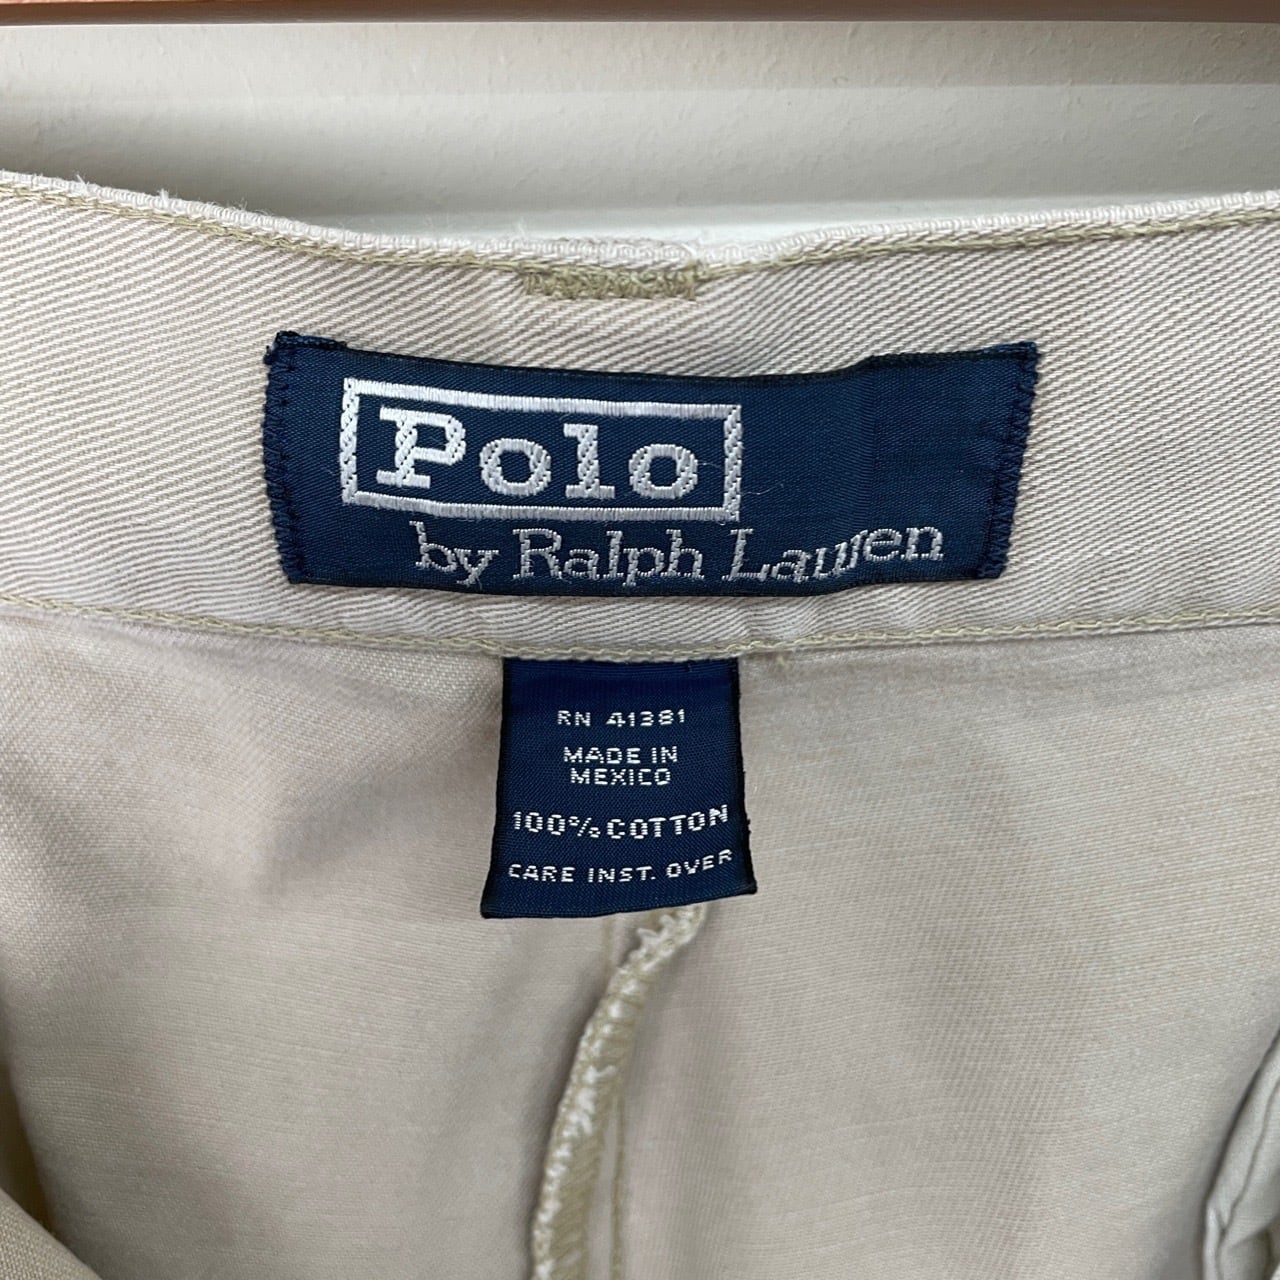 Polo
by Ralph Lauren
RN 41381
MADE IN
MEXICO
100% COTTON
CARE INST. OVER